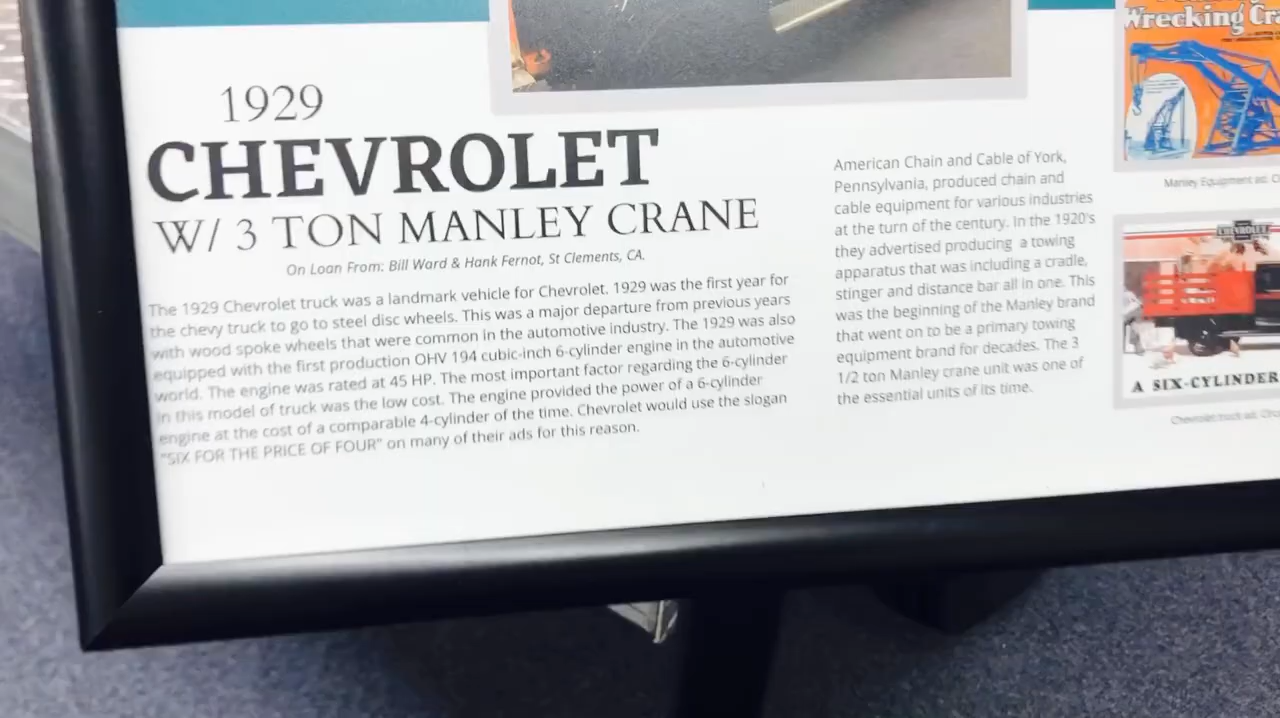 1929
CHEVROLET
W/ 3 TON MANLEY CRANE
On Loan From: Bill Ward & Hank Fernot, St Clements, CA.
The 1929 Chevrolet truck was a landmark vehicle for Chevrolet. 1929 was the first year for
the chevy truck to go to steel disc wheels. This was a major departure from previous years
with wood spoke wheels that were common in the automotive industry. The 1929 was also
equipped with the first production OHV 194 cubic-inch 6-cylinder engine in the automotive
world. The engine was rated at 45 HP. The most important factor regarding the 6-cylinder
in this model of truck was the low cost. The engine provided the power of a 6-cylinder
engine at the cost of a comparable 4-cylinder of the time. Chevrolet would use the slogan
"SIX FOR THE PRICE OF FOUR" on many of their ads for this reason.
American Chain and Cable of York,
Pennsylvania, produced chain and
cable equipment for various industries
at the turn of the century. In the 1920's
they advertised producing a towing
apparatus that was including a cradle,
stinger and distance bar all in one. This
was the beginning of the Manley brand
that went on to be a primary towing
equipment brand for decades. The 3
1/2 ton Manley crane unit was one of
the essential units of its time.
Wrecking Cra
Manley Equipment ad.
CHEVROLET
A SIX-CYLINDER
Chevrolet truck ad.